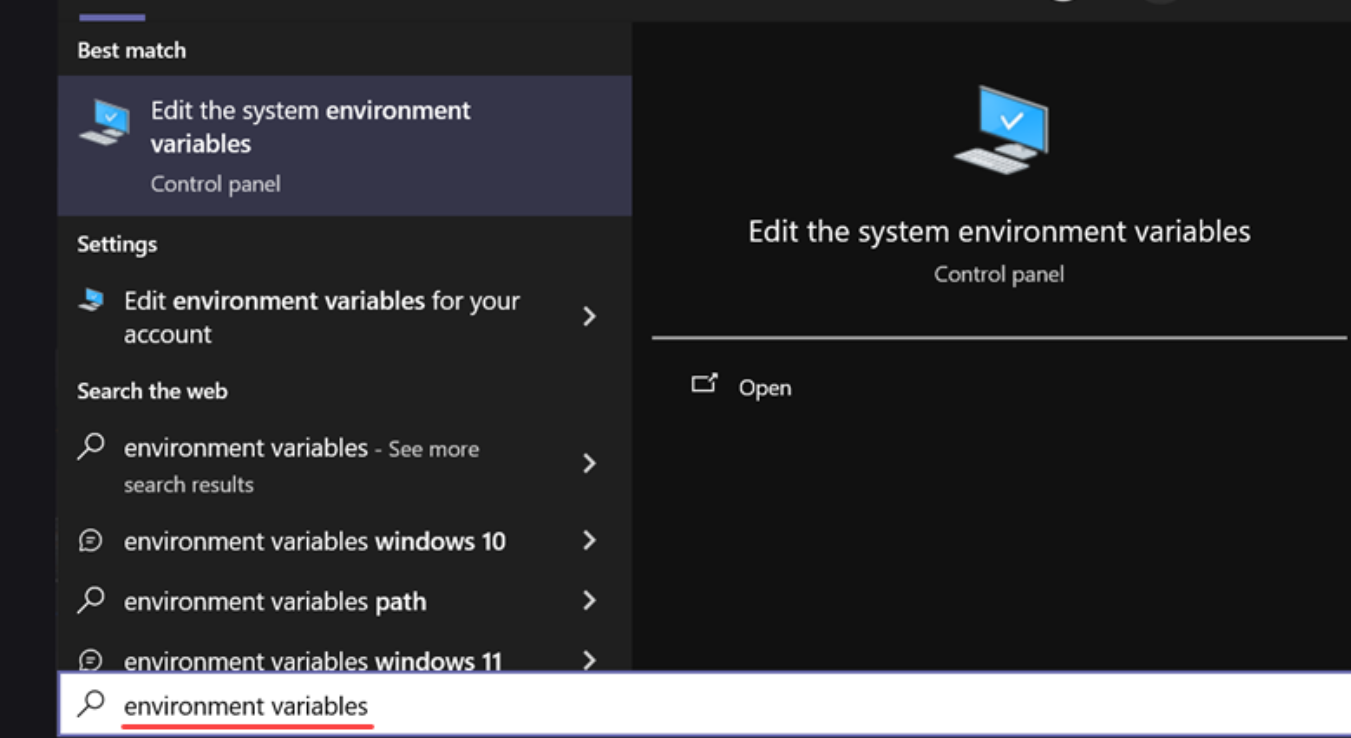 Best match
Edit the system environment
variables
Control panel
Settings
Edit environment variables for your
account
Search the web
environment variables - See more
search results
environment variables windows 10
environment variables path
environment variables windows 11
environment variables
Edit the system environment variables
Control panel
Open